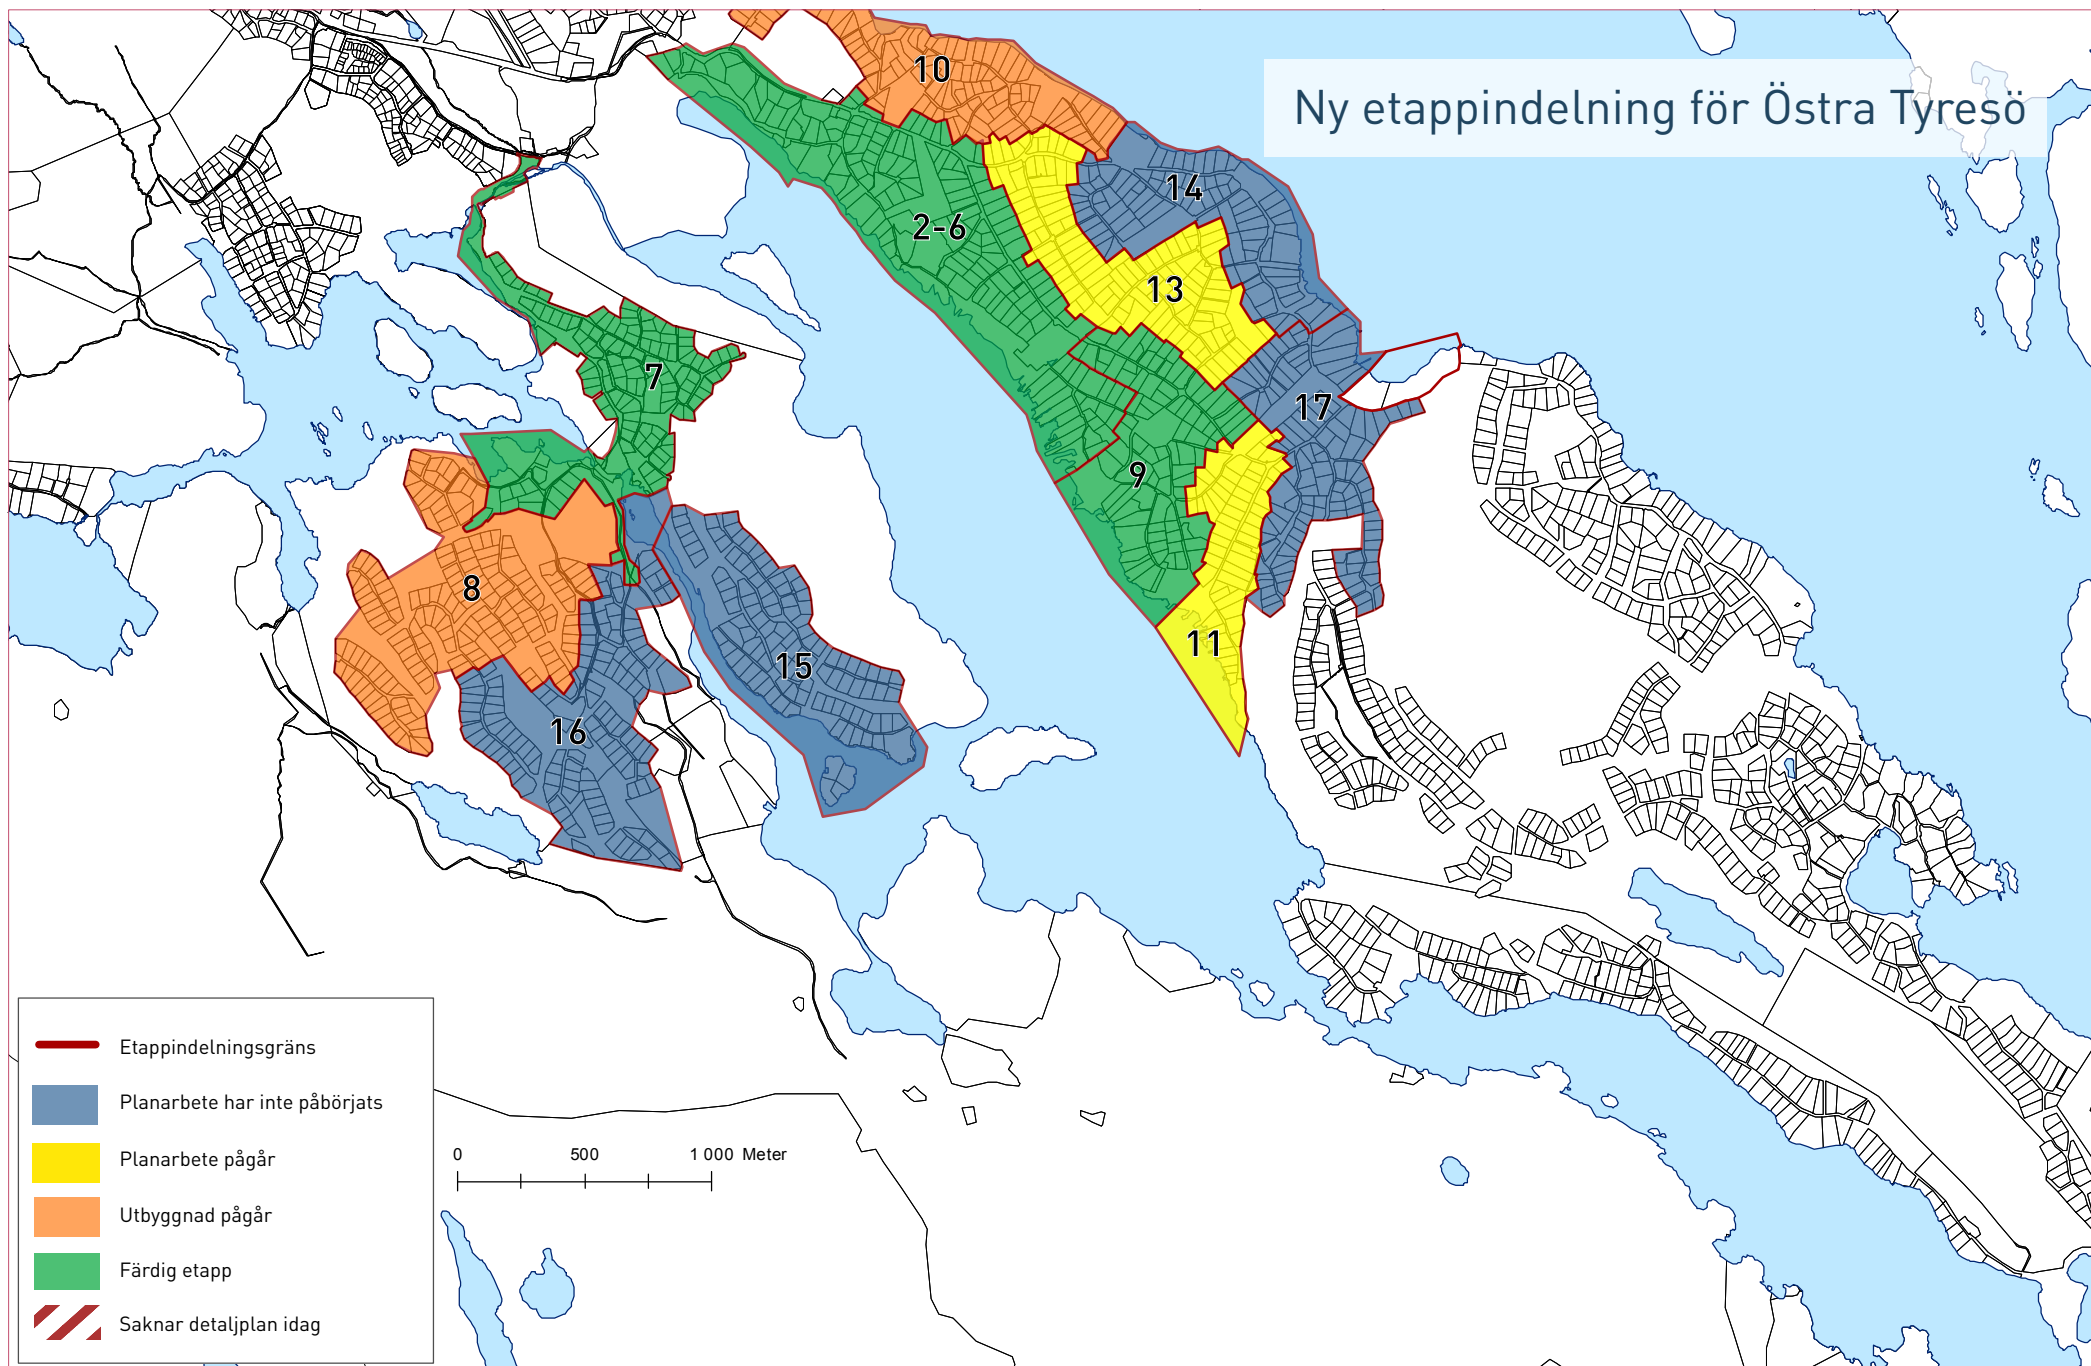 Ny etappindelning för Östra Tyresö
10
14
2-6
13
7
17
9
8
11
15
16
Etappindelningsgräns
Planarbete har inte påbörjats
Planarbete pågår
Utbyggnad pågår
Färdig etapp
Saknar detaljplan idag
0 500 1 000 Meter